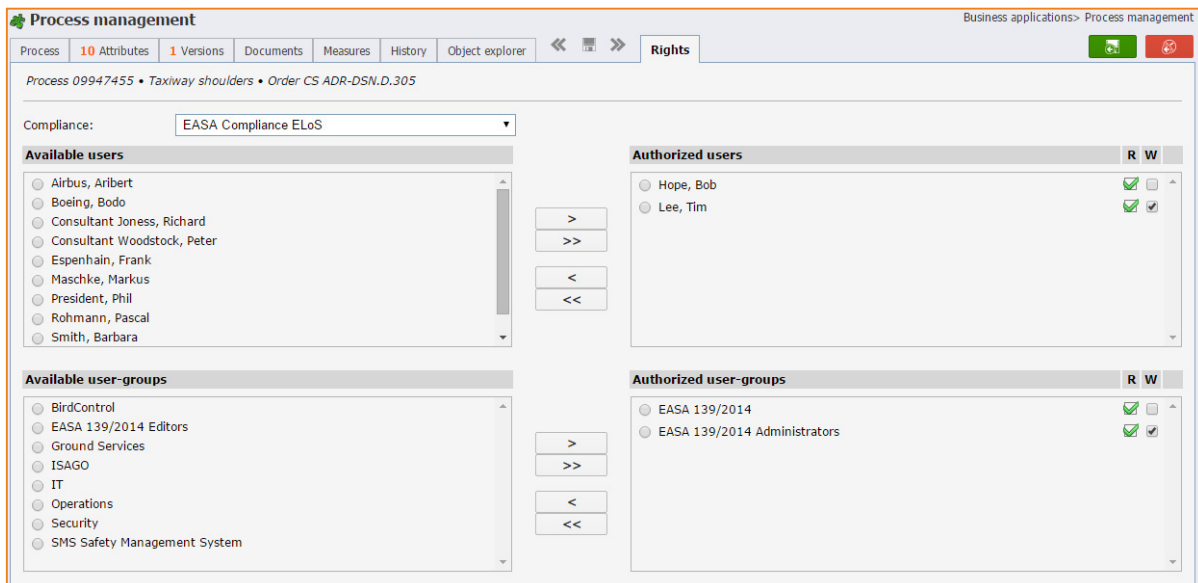 Process management
Business applications> Process management
Process 10 Attributes 1 Versions Documents Measures History Object explorer Rights
Process 09947455 • Taxiway shoulders • Order CS ADR-DSN.D.305
Compliance: EASA Compliance ELoS
Available users
Airbus, Aribert
Boeing, Bodo
Consultant Joness, Richard
Consultant Woodstock, Peter
Espenhain, Frank
Maschke, Markus
President, Phil
Rohmann, Pascal
Smith, Barbara
>
>>
<
<<
Authorized users R W
Hope, Bob
Lee, Tim
Available user-groups
BirdControl
EASA 139/2014 Editors
Ground Services
ISAGO
IT
Operations
Security
SMS Safety Management System
>
>>
<
<<
Authorized user-groups R W
EASA 139/2014
EASA 139/2014 Administrators